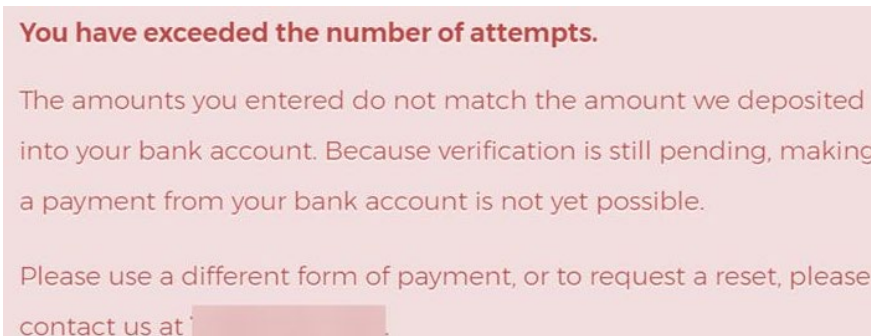 You have exceeded the number of attempts.
The amounts you entered do not match the amount we deposited
into your bank account. Because verification is still pending, making
a payment from your bank account is not yet possible.
Please use a different form of payment, or to request a reset, please
contact us at